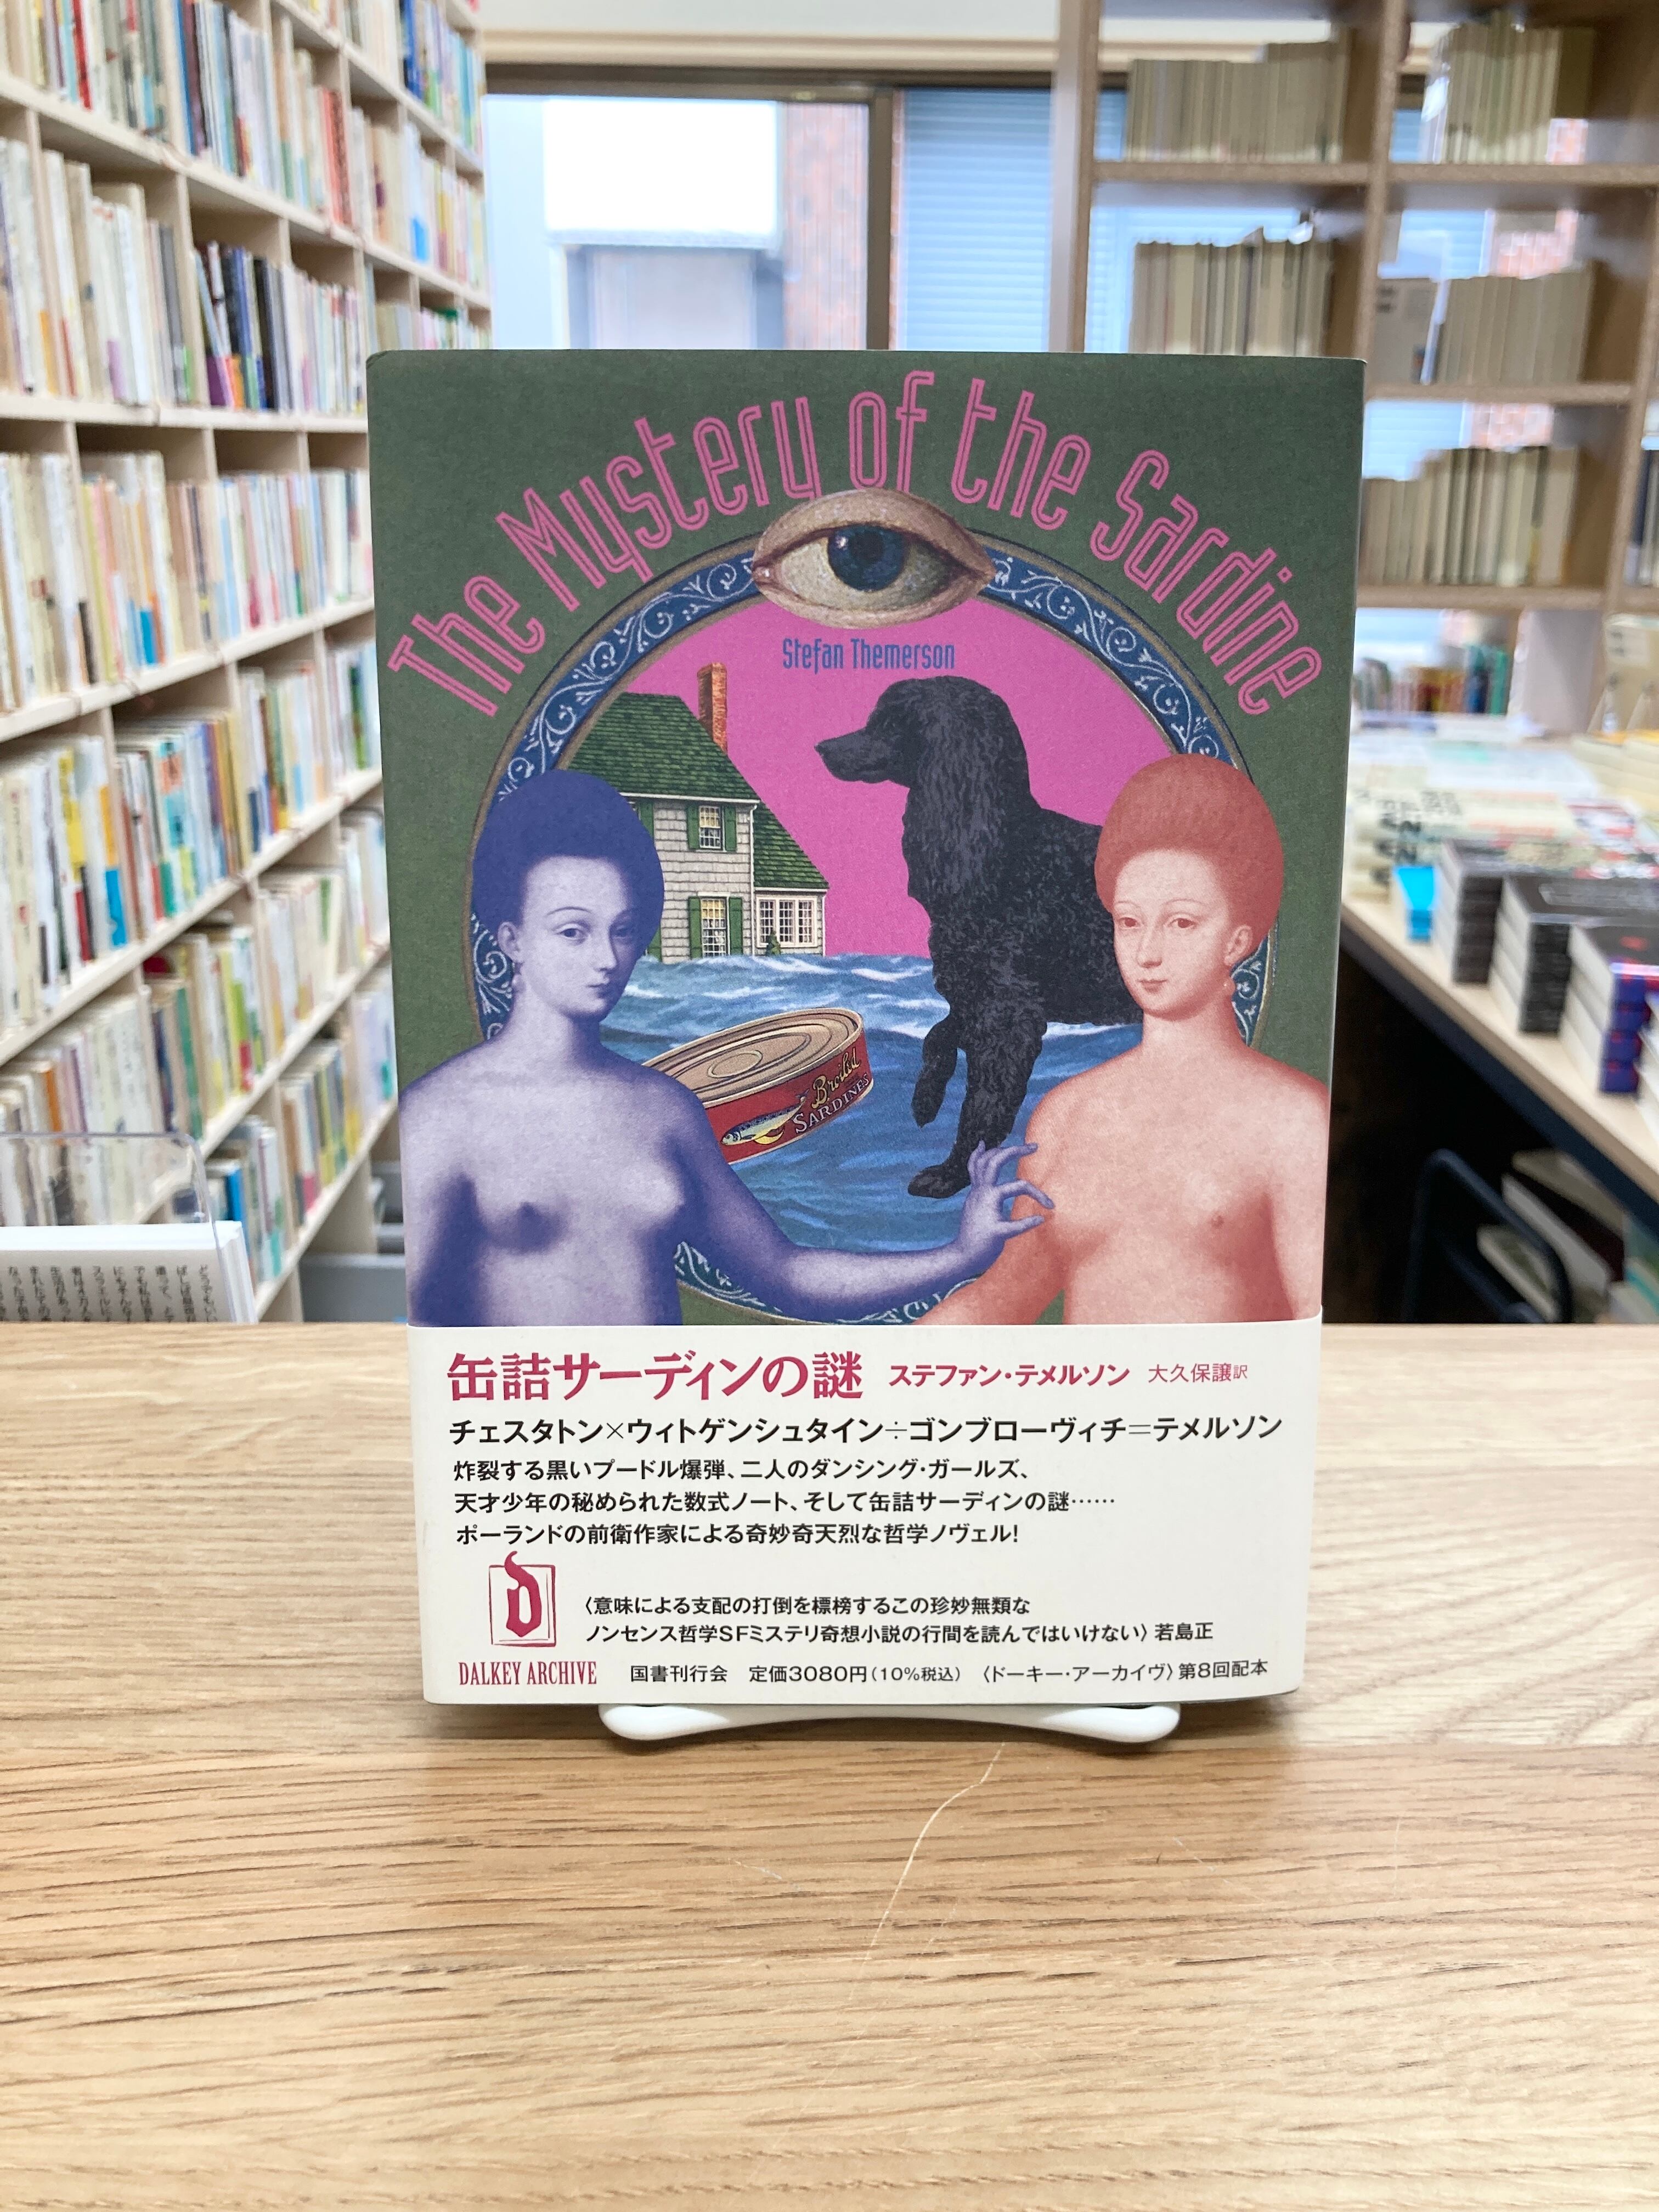 The Mystery of the Sardine
Stefan Themerson
Broiled
SARDINES
缶詰サーディンの謎 ステファン・テメルソン 大久保譲訳
チェスタトン×ウィトゲンシュタイン÷ゴンブローヴィチ=テメルソン
炸裂する黒いプードル爆弾、二人のダンシング・ガールズ、
天才少年の秘められた数式ノート、そして缶詰サーディンの謎……
ポーランドの前衛作家による奇妙奇天烈な哲学ノヴェル!
d
〈意味による支配の打倒を標榜するこの珍妙無類な
ノンセンス哲学SFミステリ奇想小説の行間を読んではいけない〉若島正
DALKEY ARCHIVE 国書刊行会 定価3080円(10%税込) 〈ドーキー・アーカイヴ〉第8回配本